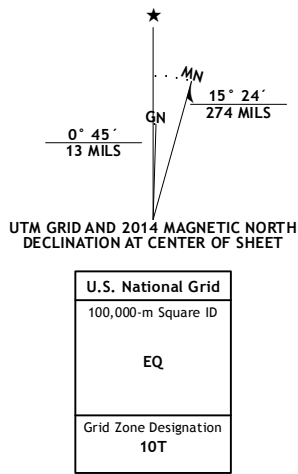 ★
MN
GN
15° 24´
274 MILS
0° 45´
13 MILS
UTM GRID AND 2014 MAGNETIC NORTH
DECLINATION AT CENTER OF SHEET
U.S. National Grid
100,000-m Square ID
EQ
Grid Zone Designation
10T